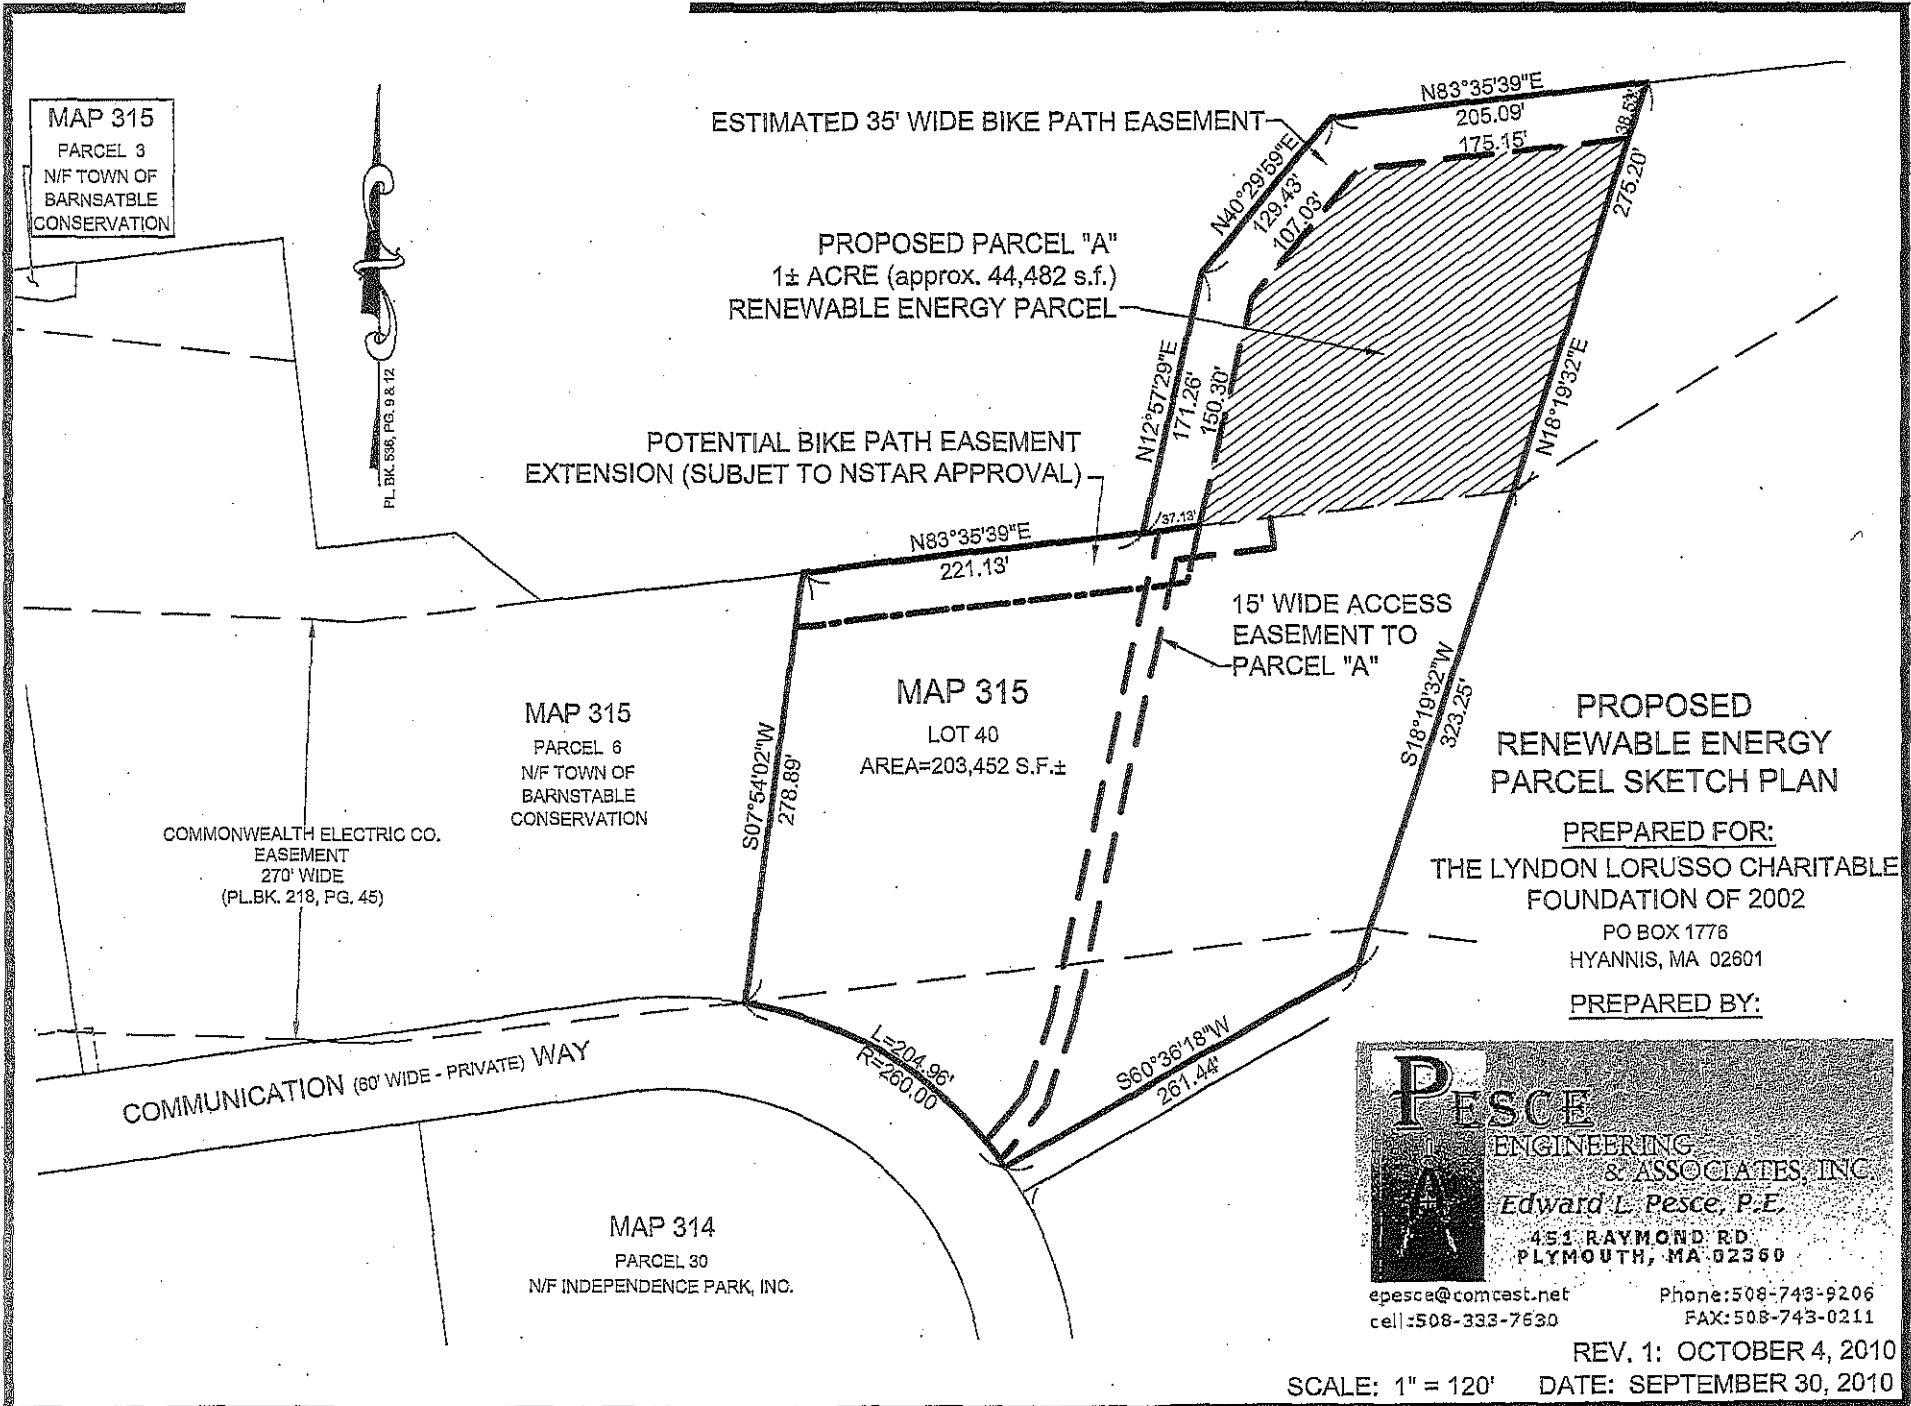 MAP 315
PARCEL 3
N/F TOWN OF
BARNSATBLE
CONSERVATION
PL. BK. 536, PG. 9 & 12
ESTIMATED 35' WIDE BIKE PATH EASEMENT
N83°35'39"E
205.09'
175.15'
38.53'
275.20'
N40°29'59"E
129.43'
107.03'
PROPOSED PARCEL "A"
1± ACRE (approx. 44,482 s.f.)
RENEWABLE ENERGY PARCEL
N12°57'29"E
171.26'
150.30'
N18°19'32"E
POTENTIAL BIKE PATH EASEMENT
EXTENSION (SUBJET TO NSTAR APPROVAL)
37.13'
N83°35'39"E
221.13'
15' WIDE ACCESS
EASEMENT TO
PARCEL "A"
MAP 315
LOT 40
AREA=203,452 S.F.±
MAP 315
PARCEL 6
N/F TOWN OF
BARNSTABLE
CONSERVATION
S07°54'02"W
278.89'
S18°19'32"W
323.25'
COMMONWEALTH ELECTRIC CO.
EASEMENT
270' WIDE
(PL.BK. 218, PG. 45)
COMMUNICATION (60' WIDE - PRIVATE) WAY
L=204.96'
R=260.00
S60°36'18"W
261.44'
MAP 314
PARCEL 30
N/F INDEPENDENCE PARK, INC.
PROPOSED
RENEWABLE ENERGY
PARCEL SKETCH PLAN
PREPARED FOR:
THE LYNDON LORUSSO CHARITABLE
FOUNDATION OF 2002
PO BOX 1776
HYANNIS, MA 02601
PREPARED BY:
PESCE
ENGINEERING
& ASSOCIATES, INC.
Edward L. Pesce, P.E.
451 RAYMOND RD
PLYMOUTH, MA 02360
epesce@comcast.net
Phone:508-743-9206
cell:508-333-7630
FAX:508-743-0211
REV. 1: OCTOBER 4, 2010
SCALE: 1" = 120' DATE: SEPTEMBER 30, 2010